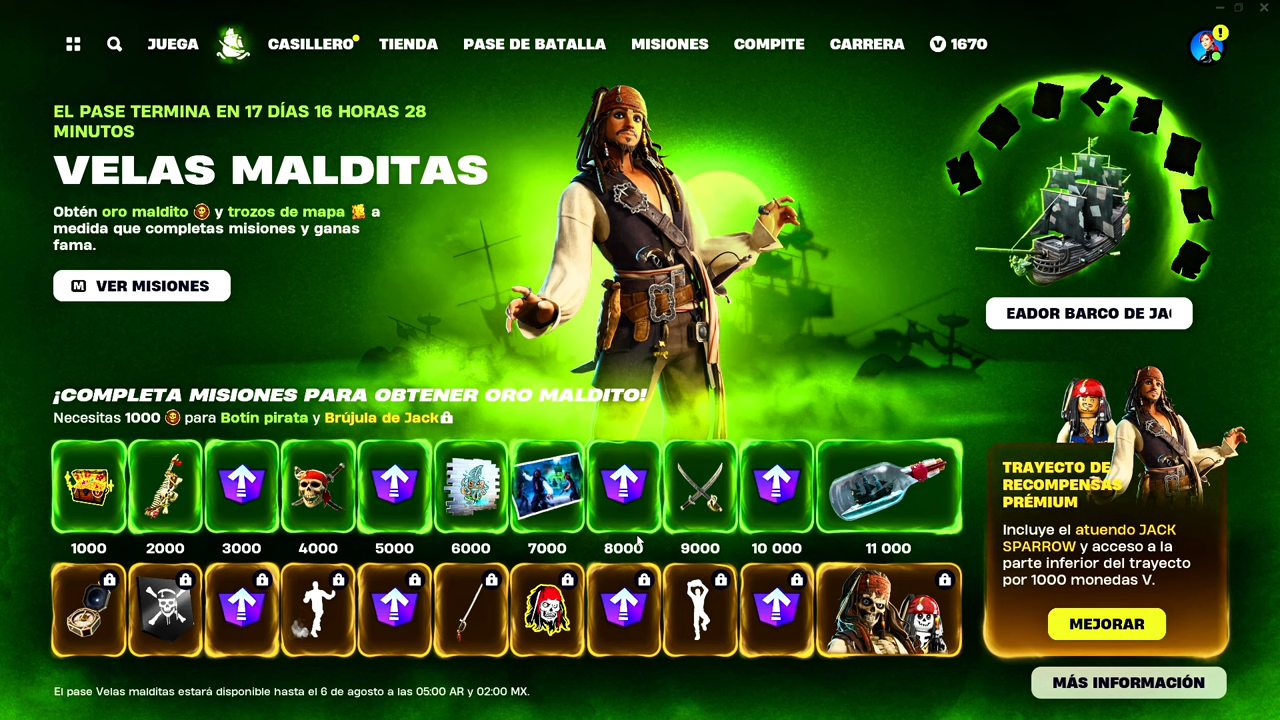 JUEGA CASILLERO TIENDA PASE DE BATALLA MISIONES COMPITE CARRERA V 1670
!
EL PASE TERMINA EN 17 DÍAS 16 HORAS 28
MINUTOS
VELAS MALDITAS
Obtén oro maldito y trozos de mapa a
medida que completas misiones y ganas
fama.
M VER MISIONES
EADOR BARCO DE JA
¡COMPLETA MISIONES PARA OBTENER ORO MALDITO!
Necesitas 1000 para Botín pirata y Brújula de Jack
1000 2000 3000 4000 5000 6000 7000 8000 9000 10 000 11 000
TRAYECTO DE
RECOMPENSAS
PRÉMIUM
Incluye el atuendo JACK
SPARROW y acceso a la
parte inferior del trayecto
por 1000 monedas V.
MEJORAR
MÁS INFORMACIÓN
El pase Velas malditas estará disponible hasta el 6 de agosto a las 05:00 AR y 02:00 MX.